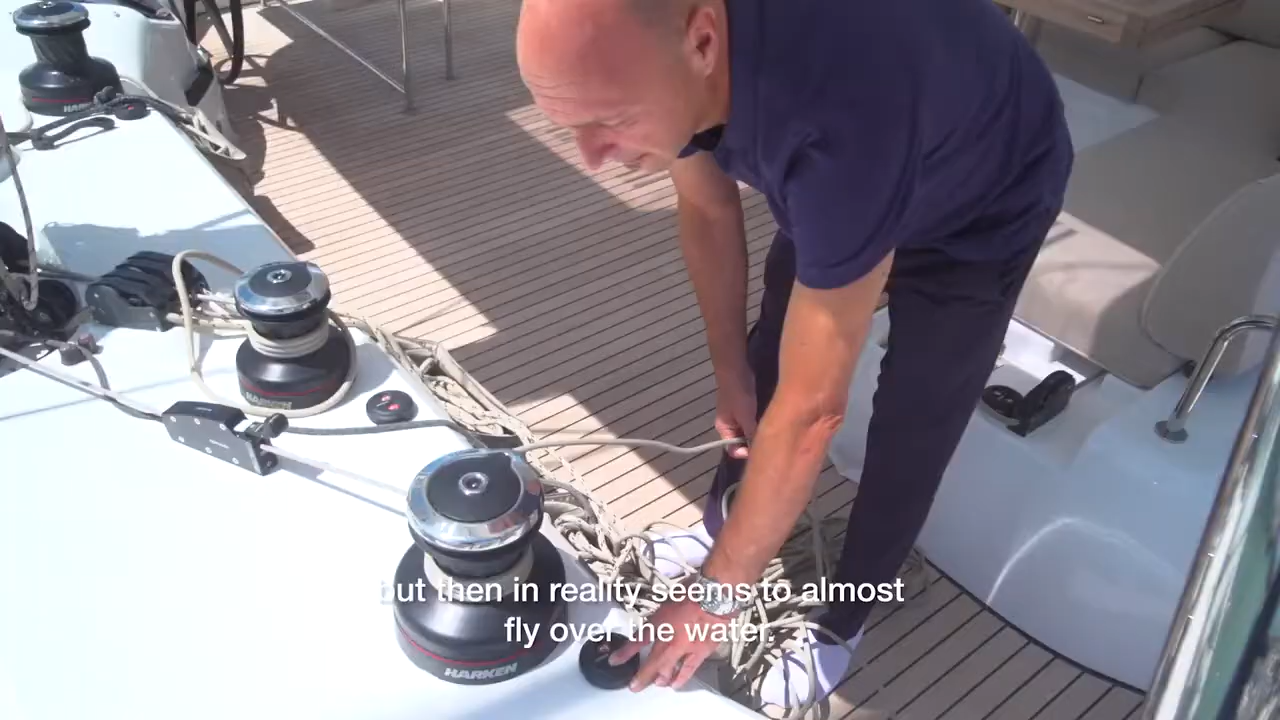 HARKEN
HARKEN
but then in reality seems to almost
fly over the water.
HARKEN